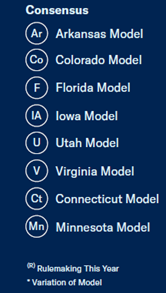 Consensus
Ar Arkansas Model
Co Colorado Model
F Florida Model
IA Iowa Model
U Utah Model
V Virginia Model
Ct Connecticut Model
Mn Minnesota Model
(R) Rulemaking This Year
* Variation of Model